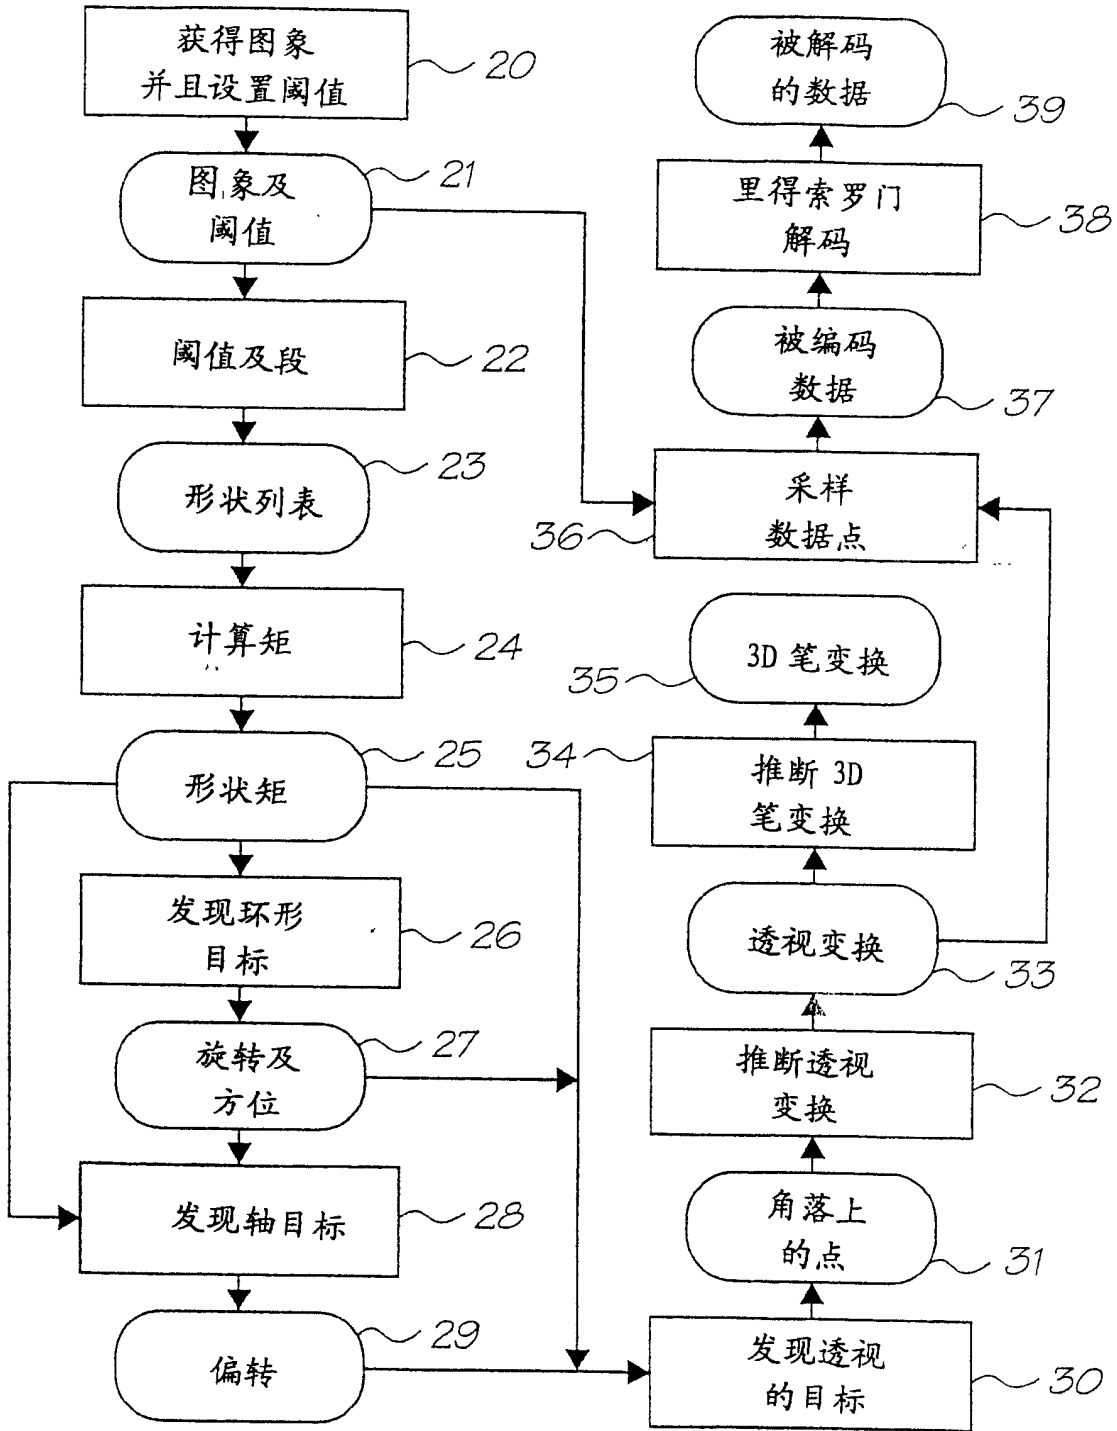 获得图象
并且设置阈值
20
图象及
阈值
21
阈值及段
22
形状列表
23
计算矩
24
形状矩
25
发现环形
目标
26
旋转及
方位
27
发现轴目标
28
偏转
29
发现透视
的目标
30
角落上
的点
31
推断透视
变换
32
透视变换
33
推断 3D
笔变换
34
3D 笔变换
35
采样
数据点
36
被编码
数据
37
里得索罗门
解码
38
被解码
的数据
39